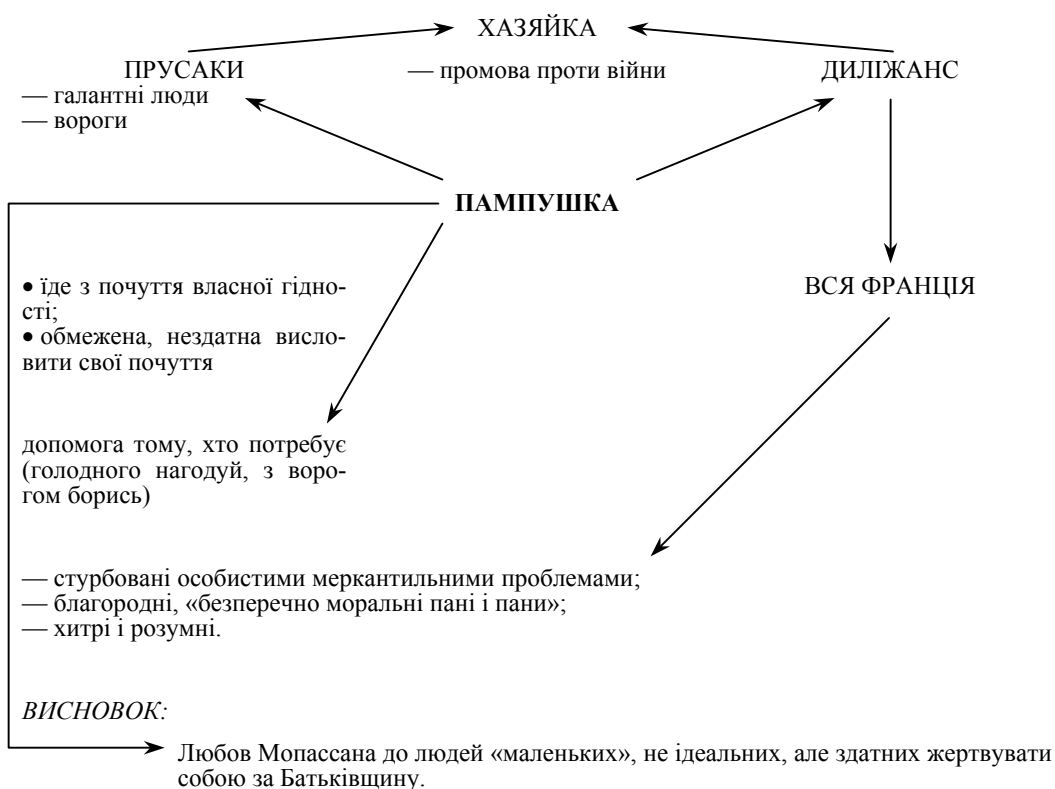 ХАЗЯЙКА
ПРУСАКИ
— промова проти війни
ДИЛІЖАНС
— галантні люди
— вороги
ПАМПУШКА
• їде з почуття власної гідно-
сті;
• обмежена, нездатна висло-
вити свої почуття
ВСЯ ФРАНЦІЯ
допомога тому, хто потребує
(голодного нагодуй, з воро-
гом борись)
— стурбовані особистими меркантильними проблемами;
— благородні, «безперечно моральні пані і пани»;
— хитрі і розумні.
ВИСНОВОК:
Любов Мопассана до людей «маленьких», не ідеальних, але здатних жертвувати
собою за Батьківщину.